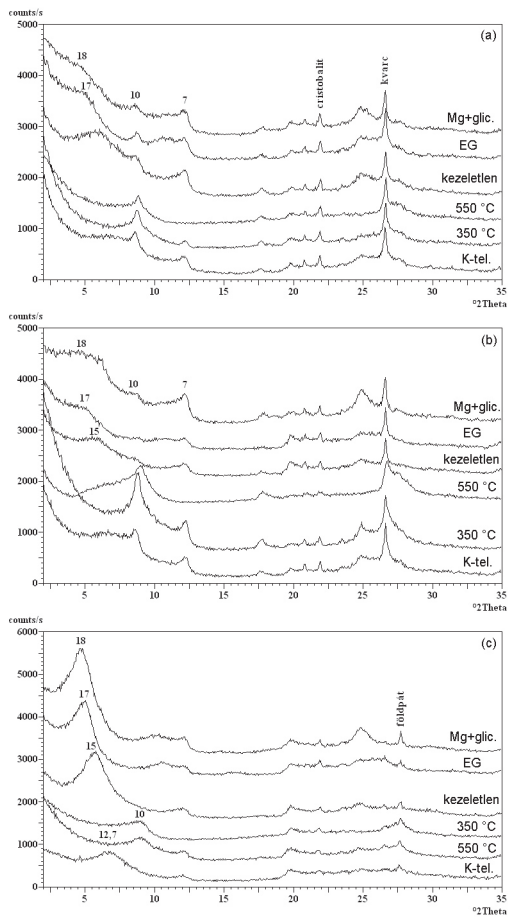 counts/s
(a)
5000
4000
3000
2000
1000
0
18
17
10
7
cristobalit
kvarc
Mg+glic.
EG
kezeletlen
550 °C
350 °C
K-tel.
5 10 15 20 25 30 35
°2Theta
counts/s
(b)
5000
4000
3000
2000
1000
0
18
17
15
10
7
Mg+glic.
EG
kezeletlen
550 °C
350 °C
K-tel.
5 10 15 20 25 30 35
°2Theta
counts/s
(c)
6000
5000
4000
3000
2000
1000
0
18
17
15
12,7
10
földpát
Mg+glic.
EG
kezeletlen
350 °C
550 °C
K-tel.
5 10 15 20 25 30 35
°2Theta